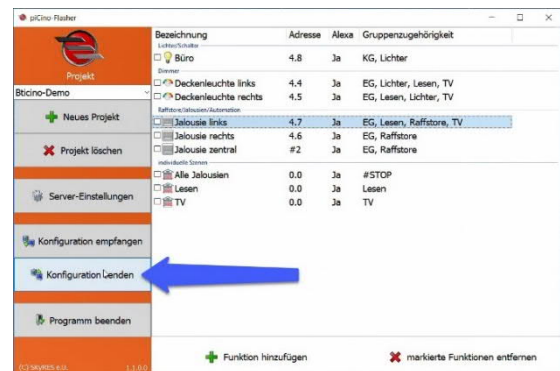 piCino-Flasher
Projekt
Bticino-Demo
Neues Projekt
Projekt löschen
Server-Einstellungen
Konfiguration empfangen
Konfiguration senden
Programm beenden
1.1.0.0
Bezeichnung Adresse Alexa Gruppenzugehörigkeit
Lichter/Schalter
Büro 4.8 Ja KG, Lichter
Dimmer
Deckenleuchte links 4.4 Ja EG, Lichter, Lesen, TV
Deckenleuchte rechts 4.5 Ja EG, Lesen, Lichter, TV
Raffstore/Jalousien/Automation
Jalousie links 4.7 Ja EG, Lesen, Raffstore, TV
Jalousie rechts 4.6 Ja EG, Raffstore
Jalousie zentral #2 Ja EG, Raffstore
individuelle Szenen
Alle Jalousien 0.0 Ja #STOP
Lesen 0.0 Ja Lesen
TV 0.0 Ja TV
Funktion hinzufügen
markierte Funktionen entfernen